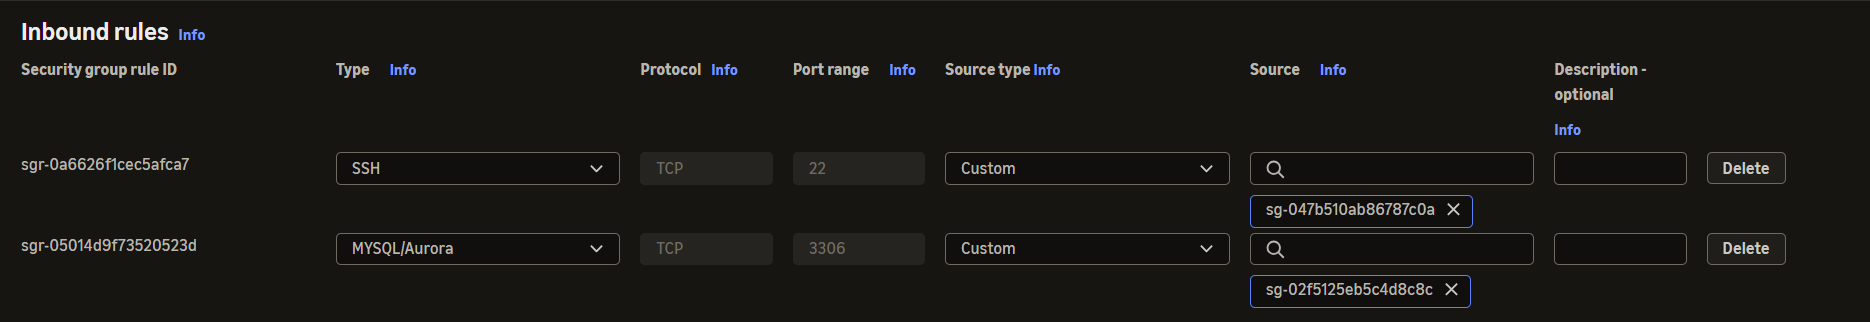 Inbound rules Info
Security group rule ID Type Info Protocol Info Port range Info Source type Info Source Info Description -
optional
Info
sgr-0a6626f1cec5afca7 SSH TCP 22 Custom Delete
sg-047b510ab86787c0a
sgr-05014d9f73520523d MYSQL/Aurora TCP 3306 Custom Delete
sg-02f5125eb5c4d8c8c